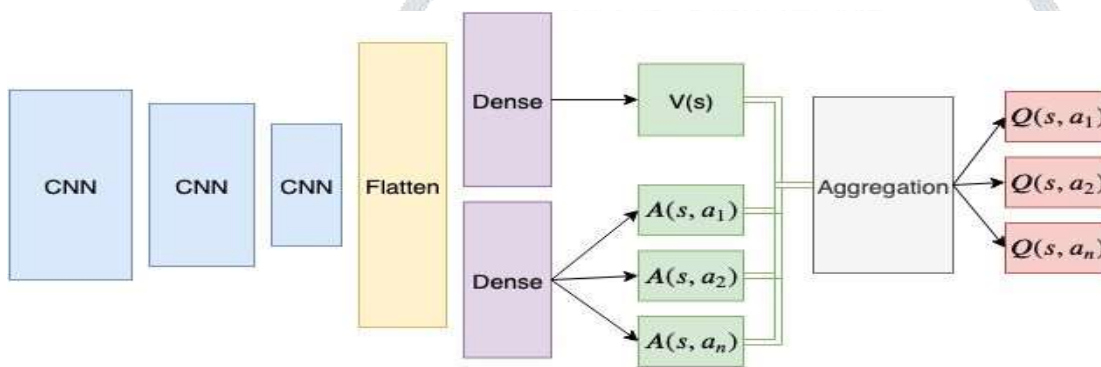 CNN
CNN
CNN
Flatten
Dense
Dense
V(s)
A(s, a₁)
A(s, a₂)
A(s, aₙ)
Aggregation
Q(s, a₁)
Q(s, a₂)
Q(s, aₙ)